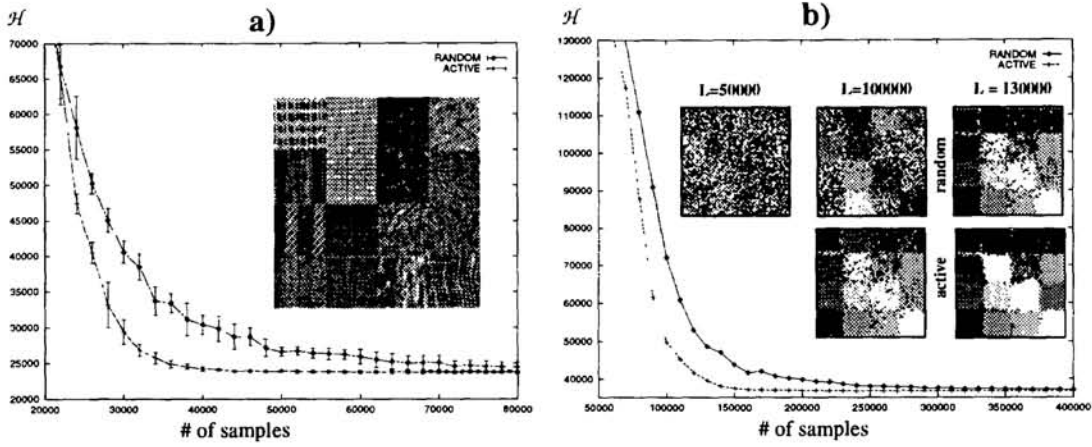 ℋ
a)
70000
65000
60000
55000
50000
45000
40000
35000
30000
25000
20000
RANDOM
ACTIVE
20000 30000 40000 50000 60000 70000 80000
# of samples
ℋ
b)
130000
120000
110000
100000
90000
80000
70000
60000
50000
40000
RANDOM
ACTIVE
L=50000 L=100000 L = 130000
random
active
50000 100000 150000 200000 250000 300000 350000 400000
# of samples